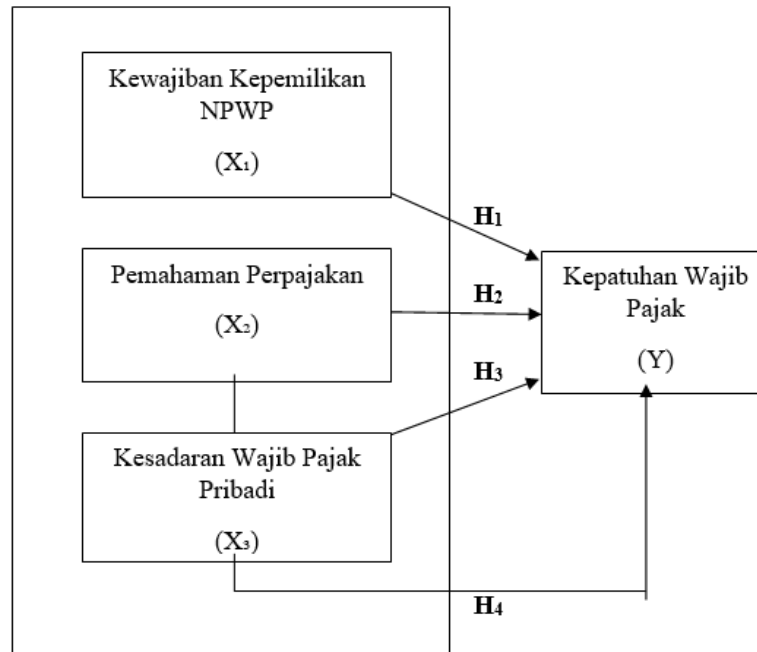 Kewajiban Kepemilikan
NPWP
(X₁)
H₁
Pemahaman Perpajakan
(X₂)
H₂
Kepatuhan Wajib
Pajak
(Y)
H₃
Kesadaran Wajib Pajak
Pribadi
(X₃)
H₄